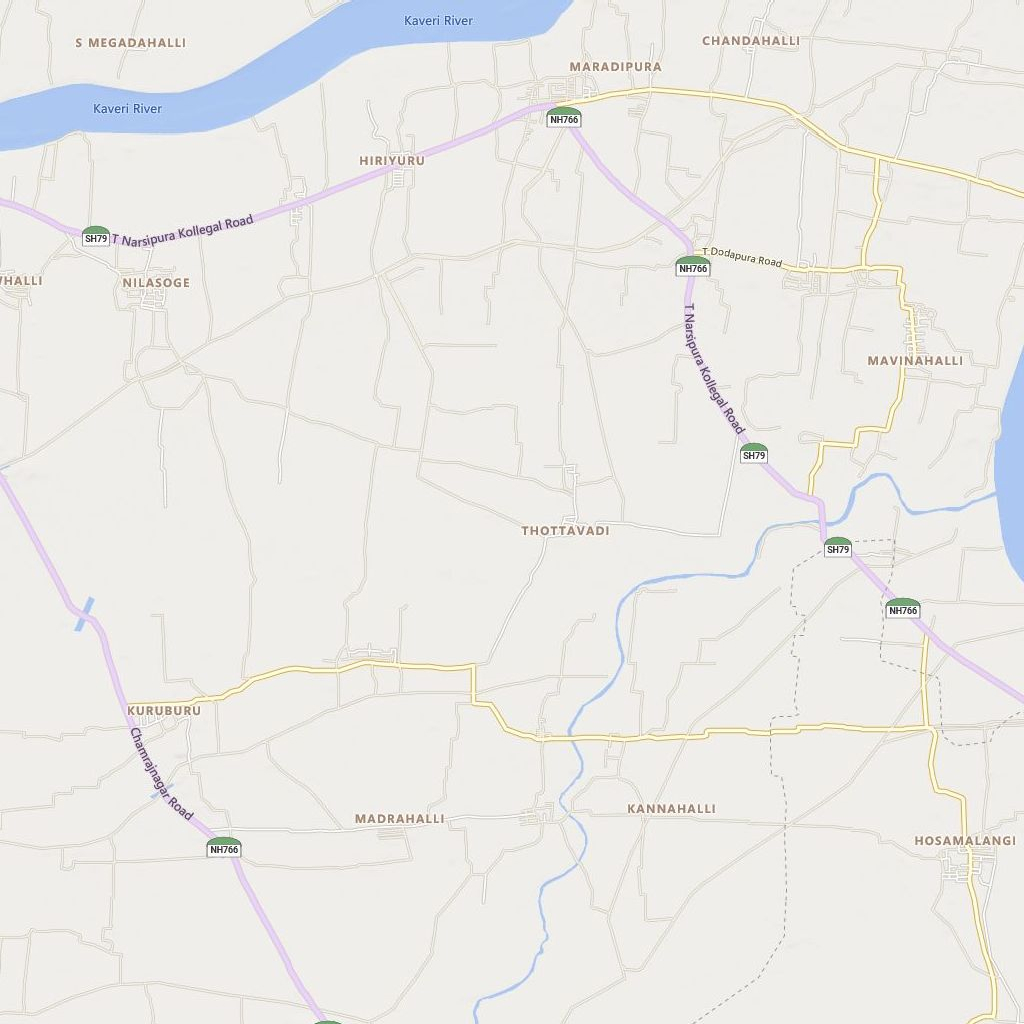 Kaveri River
S MEGADAHALLI
CHANDAHALLI
MARADIPURA
Kaveri River
NH766
HIRIYURU
T Narsipura Kollegal Road
SH79
T Dodapura Road
NH766
NILASOGE
T Narsipura Kollegal Road
MAVINAHALLI
SH79
THOTTAVADI
SH79
NH766
KURUBURU
Chamrajnagar Road
KANNAHALLI
MADRAHALLI
HOSAMALANGI
NH766